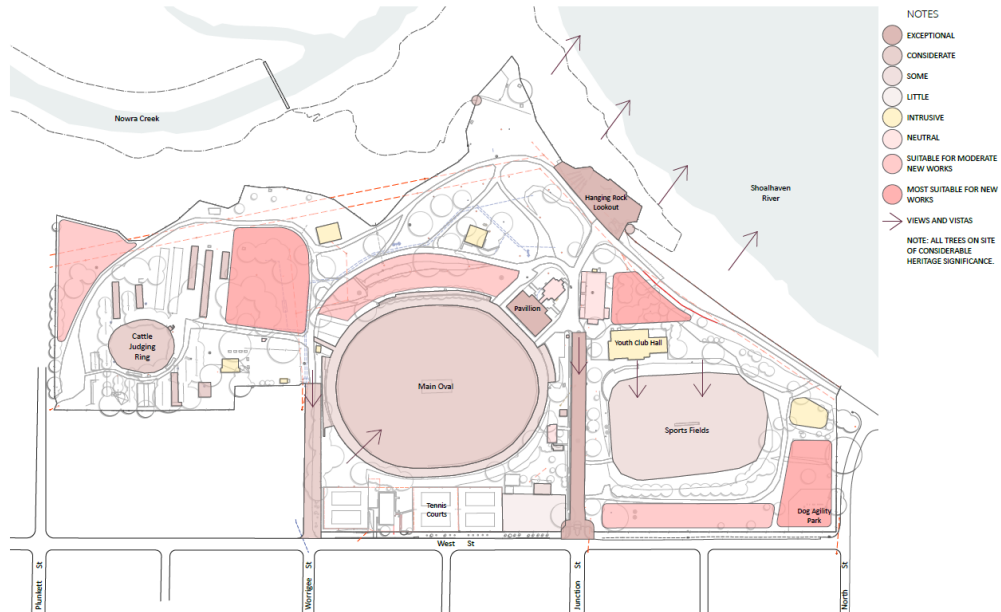 NOTES
EXCEPTIONAL
CONSIDERATE
SOME
LITTLE
INTRUSIVE
NEUTRAL
SUITABLE FOR MODERATE
NEW WORKS
MOST SUITABLE FOR NEW
WORKS
VIEWS AND VISTAS
NOTE: ALL TREES ON SITE
OF CONSIDERABLE
HERITAGE SIGNIFICANCE.
Nowra Creek
Shoalhaven
River
Hanging Rock
Lookout
Pavillion
Cattle
Judging
Ring
Youth Club Hall
Main Oval
Sports Fields
Tennis
Courts
Dog Agility
Park
West St
Plunkett St
Worrigee St
Junction St
North St